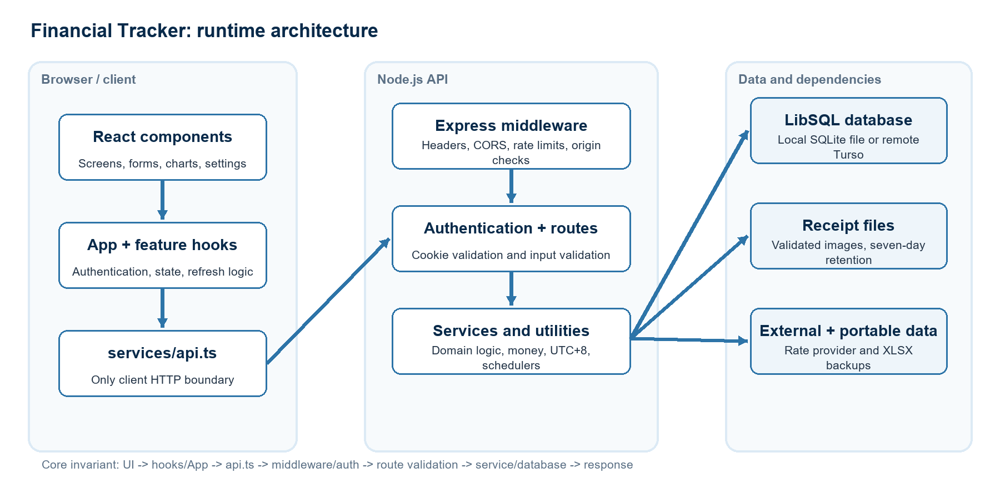 Financial Tracker: runtime architecture
Browser / client
React components
Screens, forms, charts, settings
App + feature hooks
Authentication, state, refresh logic
services/api.ts
Only client HTTP boundary
Node.js API
Express middleware
Headers, CORS, rate limits, origin
checks
Authentication + routes
Cookie validation and input validation
Services and utilities
Domain logic, money, UTC+8,
schedulers
Data and dependencies
LibSQL database
Local SQLite file or remote
Turso
Receipt files
Validated images, seven-day
retention
External + portable data
Rate provider and XLSX
backups
Core invariant: UI -> hooks/App -> api.ts -> middleware/auth -> route validation -> service/database -> response